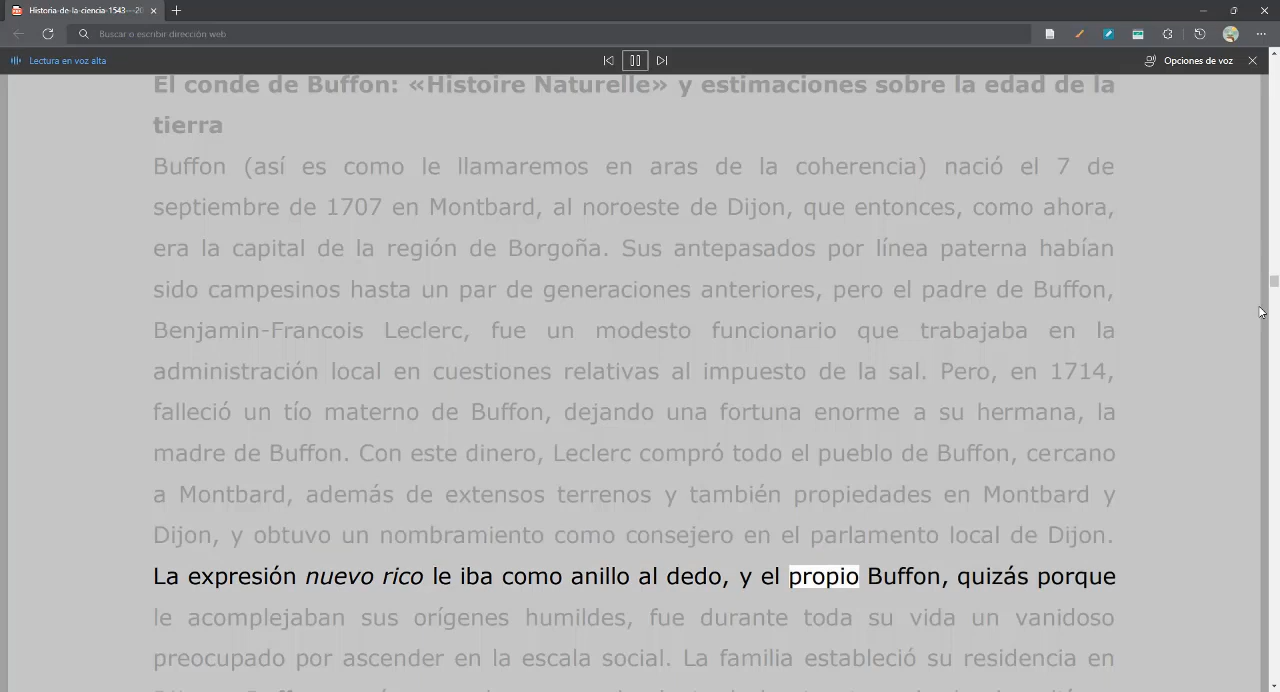 Historia-de-la-ciencia-1543---20
Buscar o escribir dirección web
Lectura en voz alta
Opciones de voz
El conde de Buffon: «Histoire Naturelle» y estimaciones sobre la edad de la
tierra
Buffon (así es como le llamaremos en aras de la coherencia) nació el 7 de
septiembre de 1707 en Montbard, al noroeste de Dijon, que entonces, como ahora,
era la capital de la región de Borgoña. Sus antepasados por línea paterna habían
sido campesinos hasta un par de generaciones anteriores, pero el padre de Buffon,
Benjamin-Francois Leclerc, fue un modesto funcionario que trabajaba en la
administración local en cuestiones relativas al impuesto de la sal. Pero, en 1714,
falleció un tío materno de Buffon, dejando una fortuna enorme a su hermana, la
madre de Buffon. Con este dinero, Leclerc compró todo el pueblo de Buffon, cercano
a Montbard, además de extensos terrenos y también propiedades en Montbard y
Dijon, y obtuvo un nombramiento como consejero en el parlamento local de Dijon.
La expresión nuevo rico le iba como anillo al dedo, y el propio Buffon, quizás porque
le acomplejaban sus orígenes humildes, fue durante toda su vida un vanidoso
preocupado por ascender en la escala social. La familia estableció su residencia en